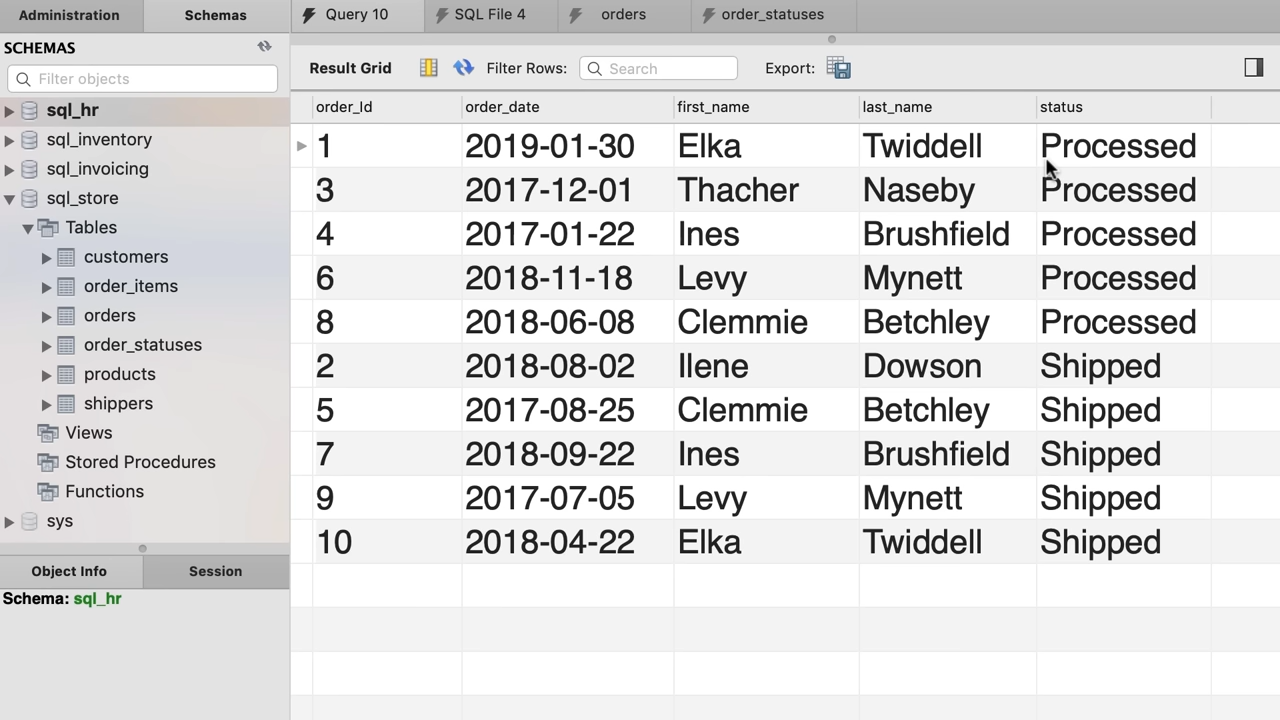 Administration Schemas Query 10 SQL File 4 orders order_statuses
SCHEMAS
Filter objects
sql_hr
sql_inventory
sql_invoicing
sql_store
Tables
customers
order_items
orders
order_statuses
products
shippers
Views
Stored Procedures
Functions
sys
Object Info Session
Schema: sql_hr
Result Grid Filter Rows: Search Export:
order_Id order_date first_name last_name status
1 2019-01-30 Elka Twiddell Processed
3 2017-12-01 Thacher Naseby Processed
4 2017-01-22 Ines Brushfield Processed
6 2018-11-18 Levy Mynett Processed
8 2018-06-08 Clemmie Betchley Processed
2 2018-08-02 Ilene Dowson Shipped
5 2017-08-25 Clemmie Betchley Shipped
7 2018-09-22 Ines Brushfield Shipped
9 2017-07-05 Levy Mynett Shipped
10 2018-04-22 Elka Twiddell Shipped